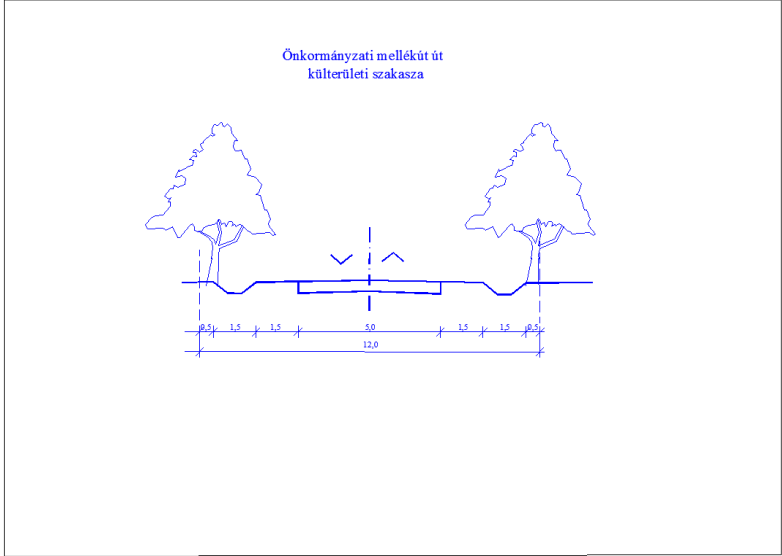 Önkormányzati mellékút út
külterületi szakasza
0,5 1,5 1,5 5,0 1,5 1,5 0,5
12,0